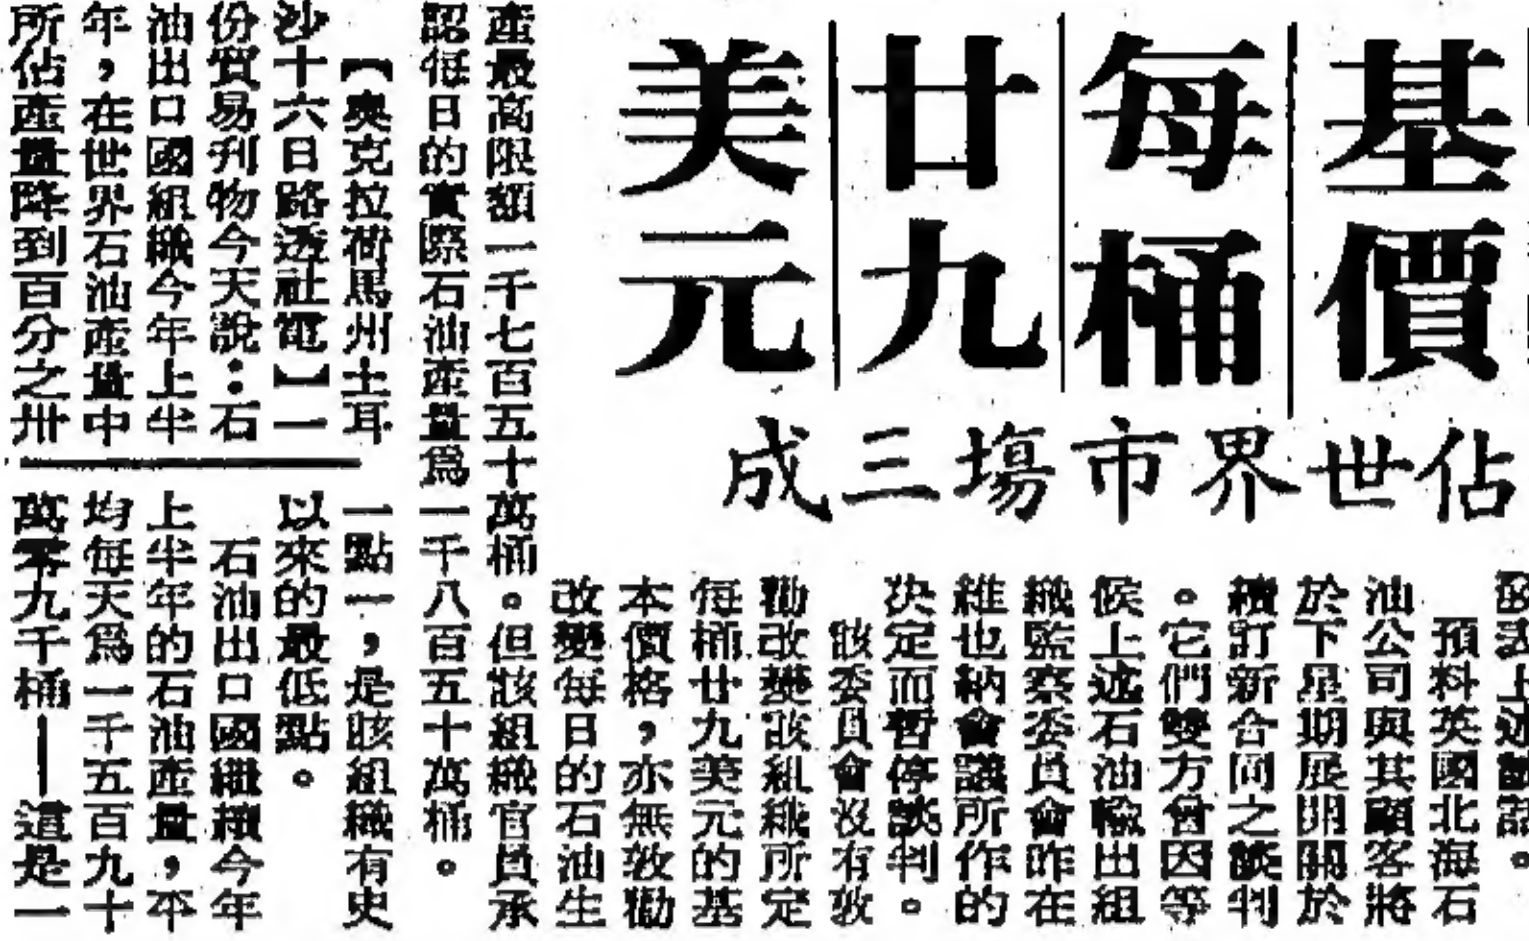 基價
每桶
廿九
美元
佔世界市塲三成
發表上述談話。
預料英國北海石
油公司與其顧客將
於下星期展開關於
續訂新合同之談判
。它們雙方曾因等
候上述石油輸出組
織監察委員會昨在
維也納會議所作的
决定而暫停談判。
該委員會沒有敦
勸改變該組織所定
每桶廿九美元的基
本價格，亦無敦勸
改變每日的石油生
產最高限額一千七百五十萬桶。但該組織官員承
認每日的實際石油產量爲一千八百五十萬桶。
【奧克拉荷馬州土耳
沙十六日路透社電】一
份貿易刋物今天說：石
油出口國組織今年上半
年，在世界石油產量中
所佔產量降到百分之卅
一點一，是該組織有史
以來的最低點。
石油出口國繼續今年
上半年的石油產量，平
均每天爲一千五百九十
萬零九千桶——這是一